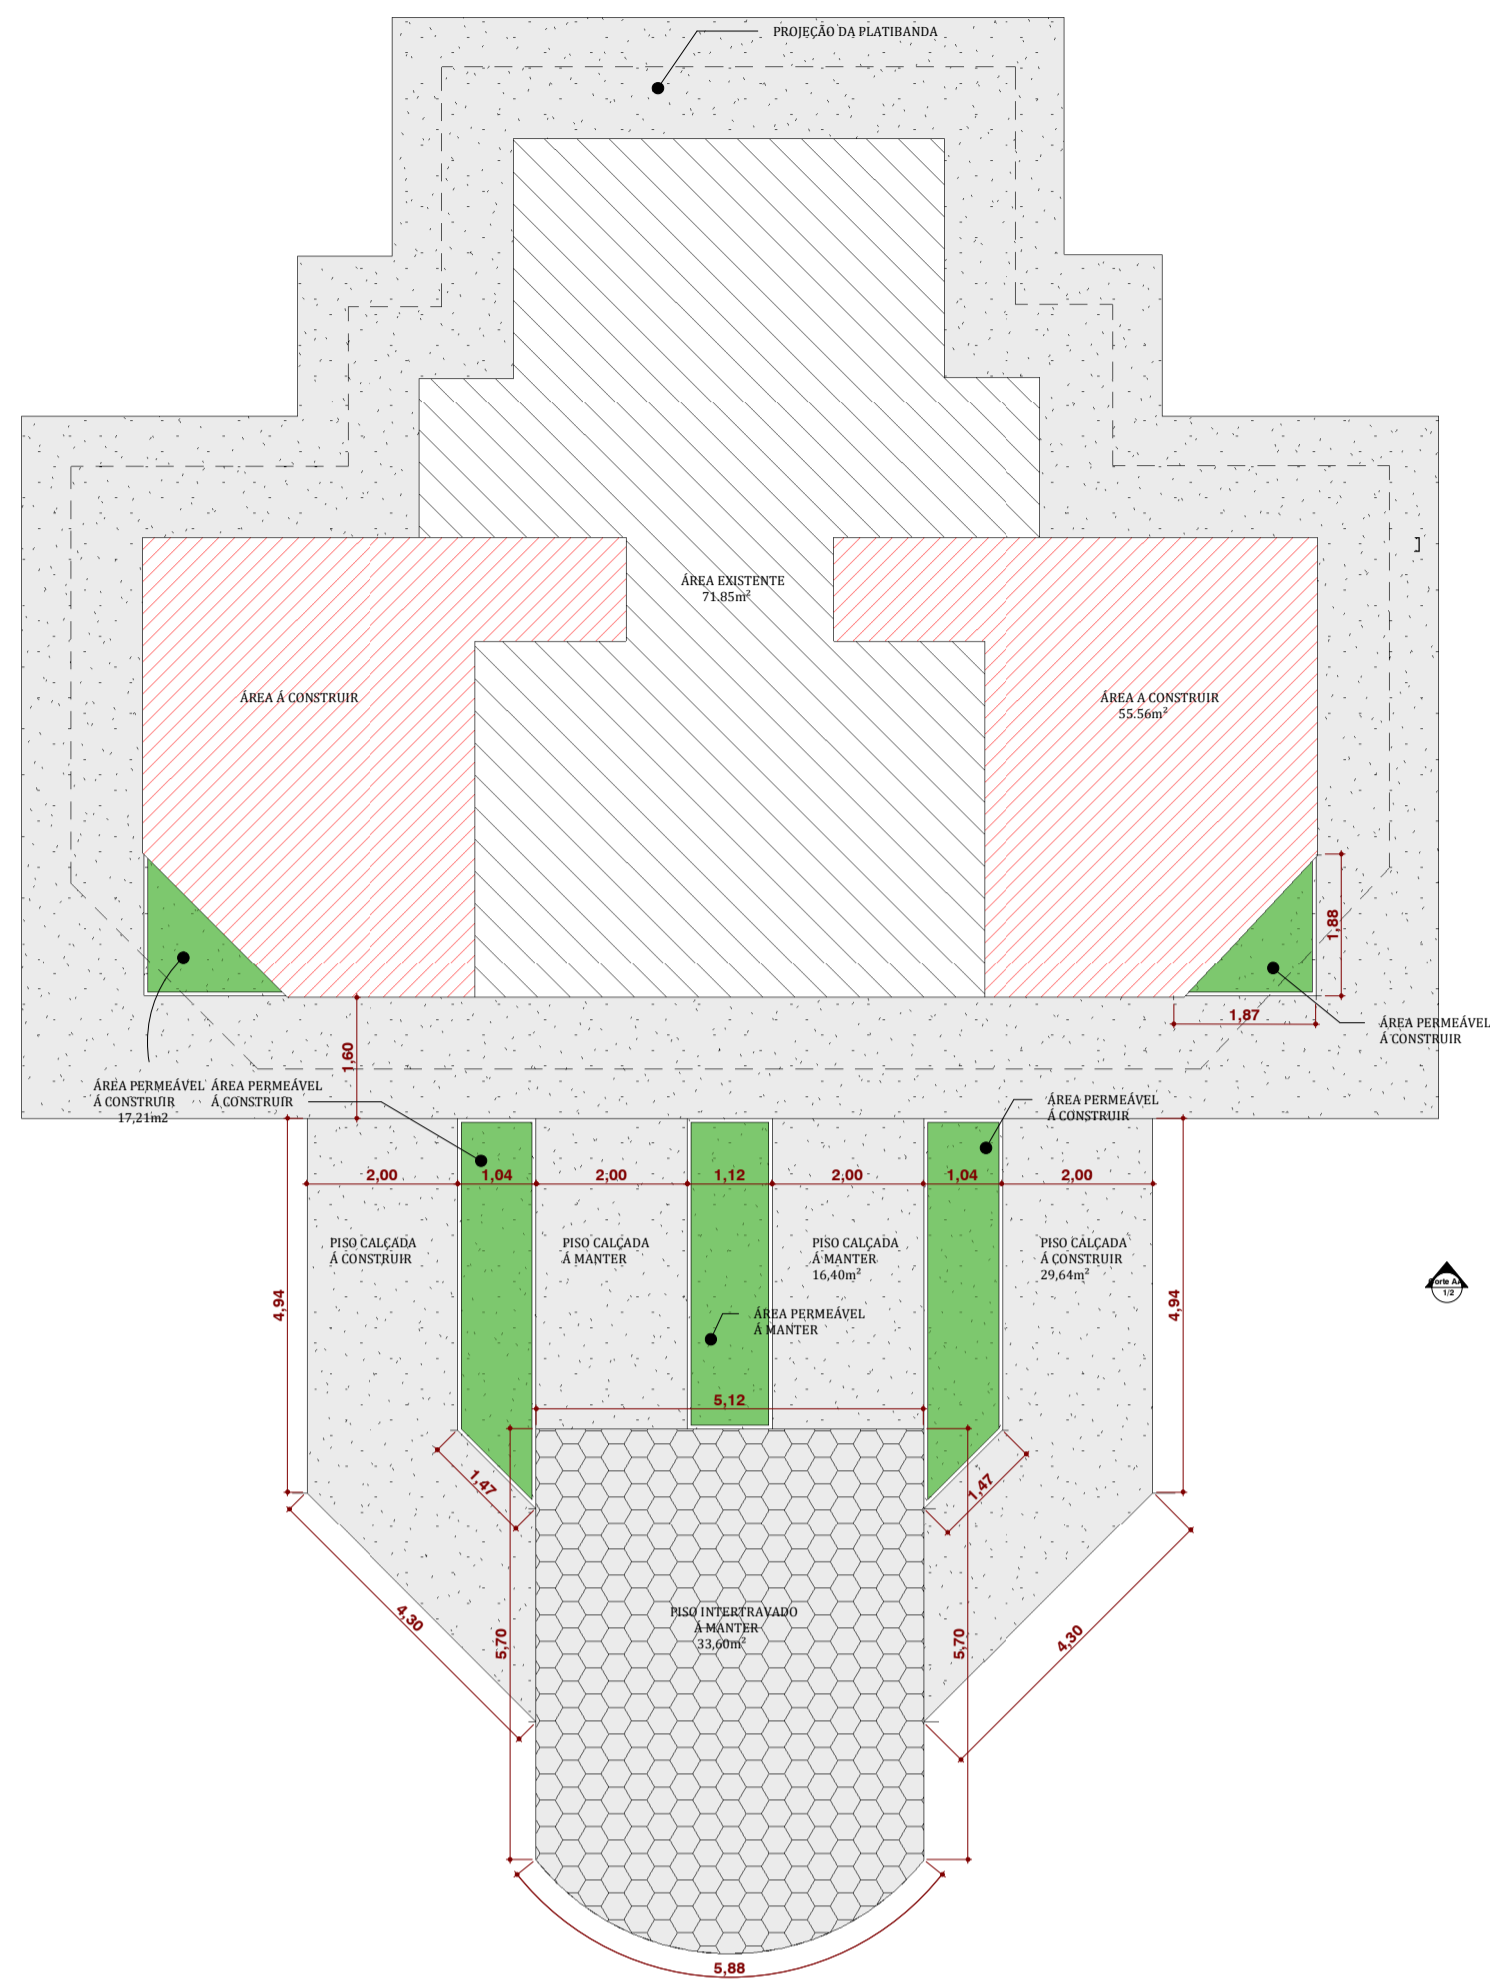 PROJEÇÃO DA PLATIBANDA
ÁREA EXISTENTE
71.85m²
ÁREA Á CONSTRUIR
ÁREA A CONSTRUIR
55.56m²
1,88
1,87
ÁREA PERMEÁVEL
Á CONSTRUIR
1,60
ÁREA PERMEÁVEL
Á CONSTRUIR
17,21m2
ÁREA PERMEÁVEL
Á CONSTRUIR
ÁREA PERMEÁVEL
Á CONSTRUIR
2,00
1,04
2,00
1,12
2,00
1,04
2,00
PISO CALÇADA
Á CONSTRUIR
PISO CALÇADA
Á MANTER
PISO CALÇADA
Á MANTER
16,40m²
PISO CALÇADA
Á CONSTRUIR
29,64m²
4,94
4,94
Corte AA
1/2
ÁREA PERMEÁVEL
Á MANTER
5,12
1,47
1,47
4,30
5,70
PISO INTERTRAVADO
Á MANTER
33,60m²
5,70
4,30
5,88